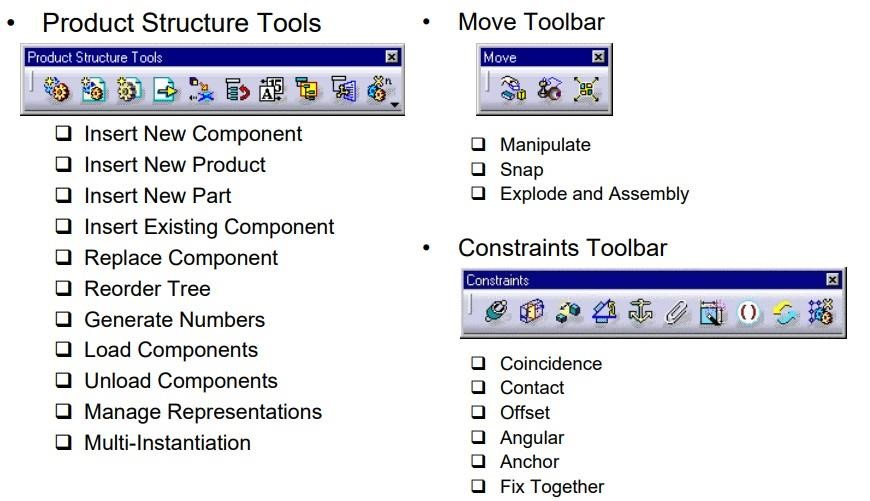 • Product Structure Tools
Product Structure Tools
❑ Insert New Component
❑ Insert New Product
❑ Insert New Part
❑ Insert Existing Component
❑ Replace Component
❑ Reorder Tree
❑ Generate Numbers
❑ Load Components
❑ Unload Components
❑ Manage Representations
❑ Multi-Instantiation
• Move Toolbar
Move
❑ Manipulate
❑ Snap
❑ Explode and Assembly
• Constraints Toolbar
Constraints
❑ Coincidence
❑ Contact
❑ Offset
❑ Angular
❑ Anchor
❑ Fix Together